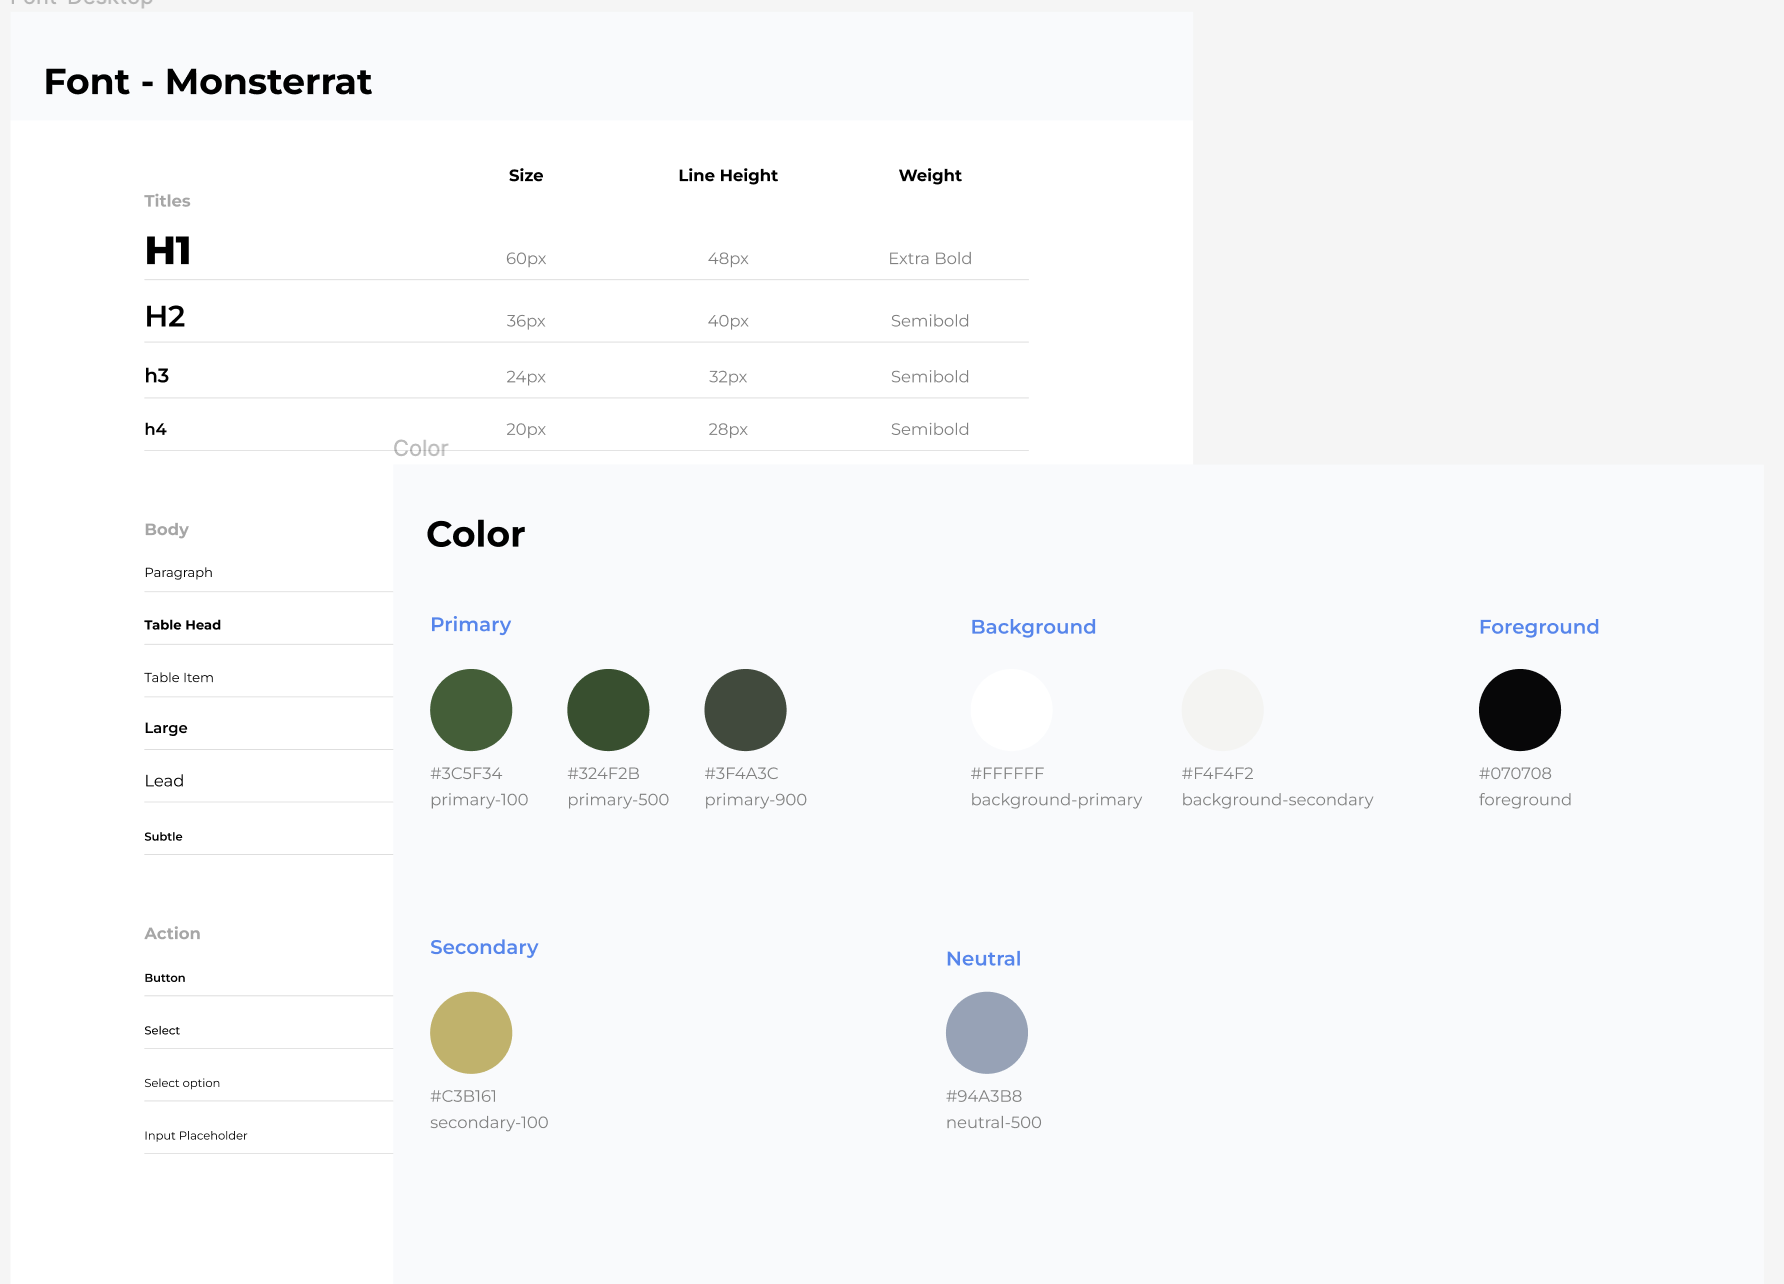 Font-Desktop
Font - Monsterrat
Size Line Height Weight
Titles
H1 60px 48px Extra Bold
H2 36px 40px Semibold
h3 24px 32px Semibold
h4 20px 28px Semibold
Body
Paragraph
Table Head
Table Item
Large
Lead
Subtle
Action
Button
Select
Select option
Input Placeholder
Color
Color
Primary
#3C5F34 #324F2B #3F4A3C
primary-100 primary-500 primary-900
Background
#FFFFFF #F4F4F2
background-primary background-secondary
Foreground
#070708
foreground
Secondary
#C3B161
secondary-100
Neutral
#94A3B8
neutral-500